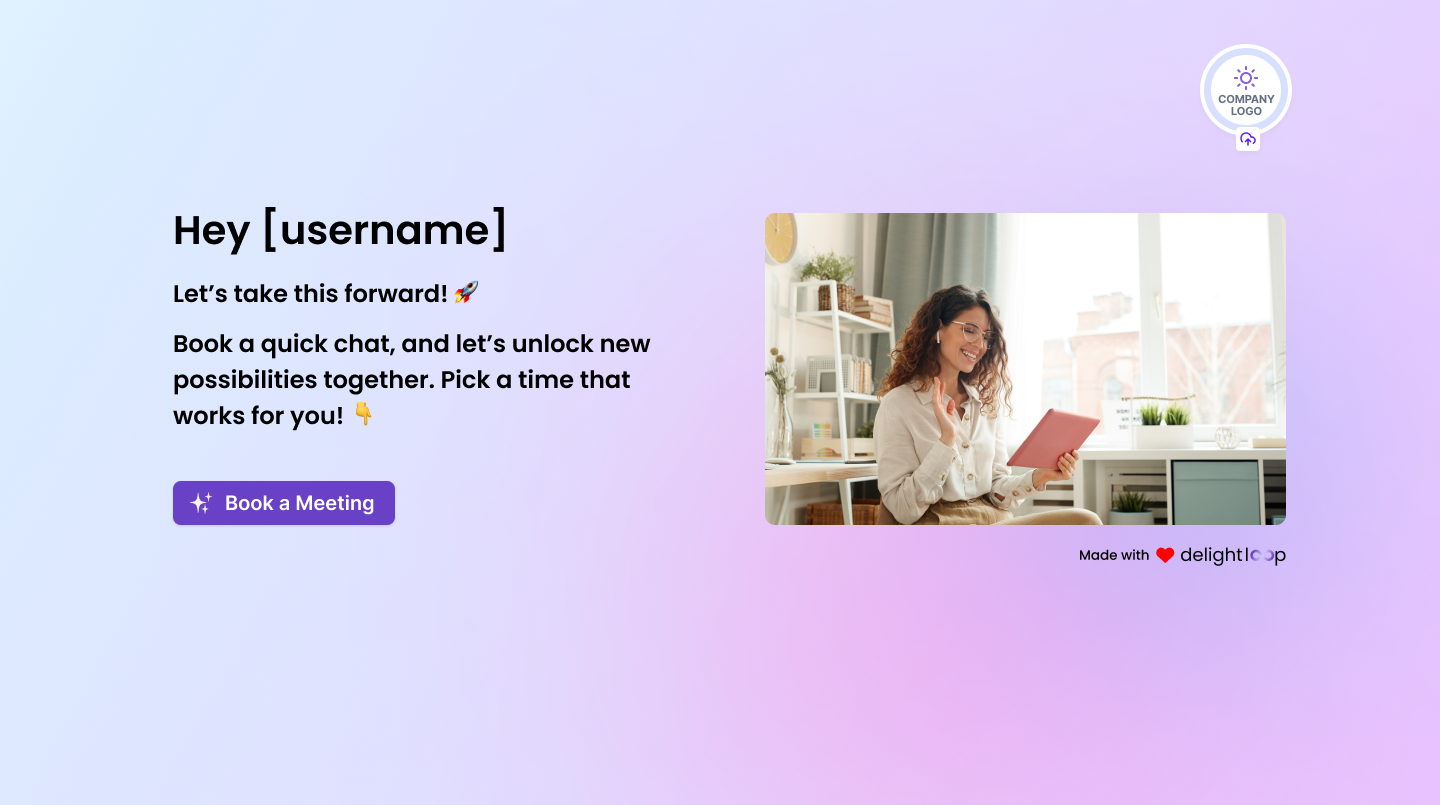 COMPANY
LOGO
Hey [username]
Let’s take this forward! 🚀
Book a quick chat, and let’s unlock new
possibilities together. Pick a time that
works for you! 👇
Book a Meeting
Made with ❤ delightloop